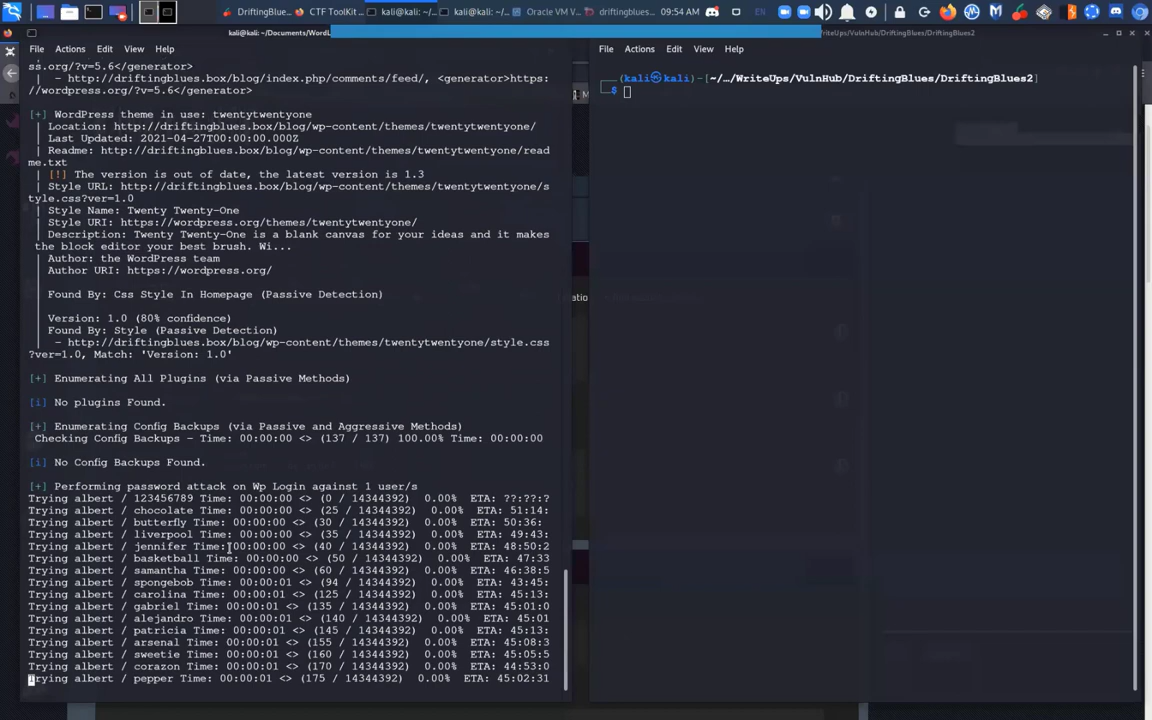 DriftingBlue...
CTF ToolKit
kali@kali: ~/...
kali@kali: ~/...
Oracle VM V...
driftingblues...
09:54 AM
EN
kali@kali: ~/Documents/WordL
WriteUps/VulnHub/DriftingBlues/DriftingBlues2
File Actions Edit View Help
File Actions Edit View Help
ss.org/?v=5.6</generator>
| - http://driftingblues.box/blog/index.php/comments/feed/, <generator>https:
//wordpress.org/?v=5.6</generator>
[+] WordPress theme in use: twentytwentyone
| Location: http://driftingblues.box/blog/wp-content/themes/twentytwentyone/
| Last Updated: 2021-04-27T00:00:00.000Z
| Readme: http://driftingblues.box/blog/wp-content/themes/twentytwentyone/read
me.txt
| [!] The version is out of date, the latest version is 1.3
| Style URL: http://driftingblues.box/blog/wp-content/themes/twentytwentyone/s
tyle.css?ver=1.0
| Style Name: Twenty Twenty-One
| Style URI: https://wordpress.org/themes/twentytwentyone/
| Description: Twenty Twenty-One is a blank canvas for your ideas and it makes
the block editor your best brush. Wi...
| Author: the WordPress team
| Author URI: https://wordpress.org/
|
| Found By: Css Style In Homepage (Passive Detection)
|
| Version: 1.0 (80% confidence)
| Found By: Style (Passive Detection)
| - http://driftingblues.box/blog/wp-content/themes/twentytwentyone/style.css
?ver=1.0, Match: 'Version: 1.0'
[+] Enumerating All Plugins (via Passive Methods)
[i] No plugins Found.
[+] Enumerating Config Backups (via Passive and Aggressive Methods)
Checking Config Backups - Time: 00:00:00 <> (137 / 137) 100.00% Time: 00:00:00
[i] No Config Backups Found.
[+] Performing password attack on Wp Login against 1 user/s
Trying albert / 123456789 Time: 00:00:00 <> (0 / 14344392) 0.00% ETA: ??:??:?
Trying albert / chocolate Time: 00:00:00 <> (25 / 14344392) 0.00% ETA: 51:14:
Trying albert / butterfly Time: 00:00:00 <> (30 / 14344392) 0.00% ETA: 50:36:
Trying albert / liverpool Time: 00:00:00 <> (35 / 14344392) 0.00% ETA: 49:43:
Trying albert / jennifer Time: 00:00:00 <> (40 / 14344392) 0.00% ETA: 48:50:2
Trying albert / basketball Time: 00:00:00 <> (50 / 14344392) 0.00% ETA: 47:33
Trying albert / samantha Time: 00:00:00 <> (60 / 14344392) 0.00% ETA: 46:38:5
Trying albert / spongebob Time: 00:00:01 <> (94 / 14344392) 0.00% ETA: 43:45:
Trying albert / carolina Time: 00:00:01 <> (125 / 14344392) 0.00% ETA: 45:13:
Trying albert / gabriel Time: 00:00:01 <> (135 / 14344392) 0.00% ETA: 45:01:0
Trying albert / alejandro Time: 00:00:01 <> (140 / 14344392) 0.00% ETA: 45:01
Trying albert / patricia Time: 00:00:01 <> (145 / 14344392) 0.00% ETA: 45:13:
Trying albert / arsenal Time: 00:00:01 <> (155 / 14344392) 0.00% ETA: 45:08:3
Trying albert / sweetie Time: 00:00:01 <> (160 / 14344392) 0.00% ETA: 45:05:5
Trying albert / corazon Time: 00:00:01 <> (170 / 14344392) 0.00% ETA: 44:53:0
Trying albert / pepper Time: 00:00:01 <> (175 / 14344392) 0.00% ETA: 45:02:31
(kali㉿kali)-[~/…/WriteUps/VulnHub/DriftingBlues/DriftingBlues2]
$